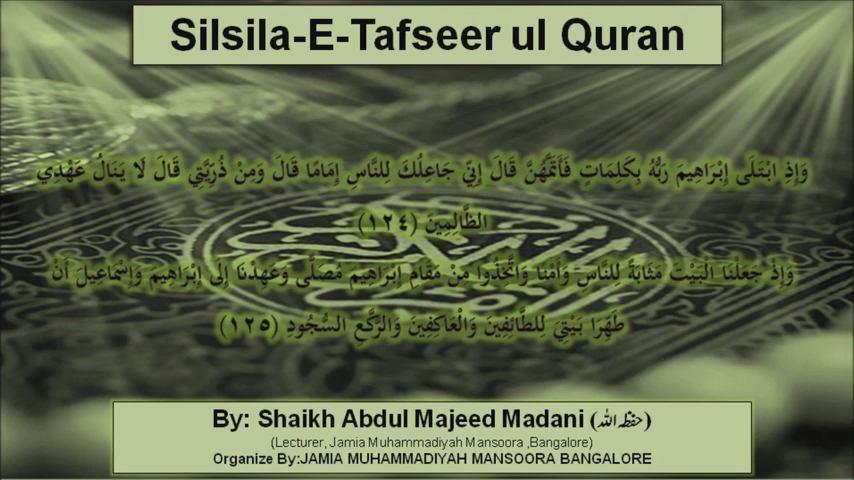 Silsila-E-Tafseer ul Quran
وَإِذِ ابْتَلَى إِبْرَاهِيمَ رَبُّهُ بِكَلِمَاتٍ فَأَتَمَّهُنَّ قَالَ إِنِّي جَاعِلُكَ لِلنَّاسِ إِمَامًا قَالَ وَمِنْ ذُرِّيَّتِي قَالَ لَا يَنَالُ عَهْدِي
الظَّالِمِينَ (١٢٤)
وَإِذْ جَعَلْنَا الْبَيْتَ مَثَابَةً لِلنَّاسِ وَأَمْنًا وَاتَّخِذُوا مِنْ مَقَامِ إِبْرَاهِيمَ مُصَلًّى وَعَهِدْنَا إِلَى إِبْرَاهِيمَ وَإِسْمَاعِيلَ أَنْ
طَهِّرَا بَيْتِيَ لِلطَّائِفِينَ وَالْعَاكِفِينَ وَالرُّكَّعِ السُّجُودِ (١٢٥)
By: Shaikh Abdul Majeed Madani (حفظہ اللہ)
(Lecturer, Jamia Muhammadiyah Mansoora ,Bangalore)
Organize By:JAMIA MUHAMMADIYAH MANSOORA BANGALORE